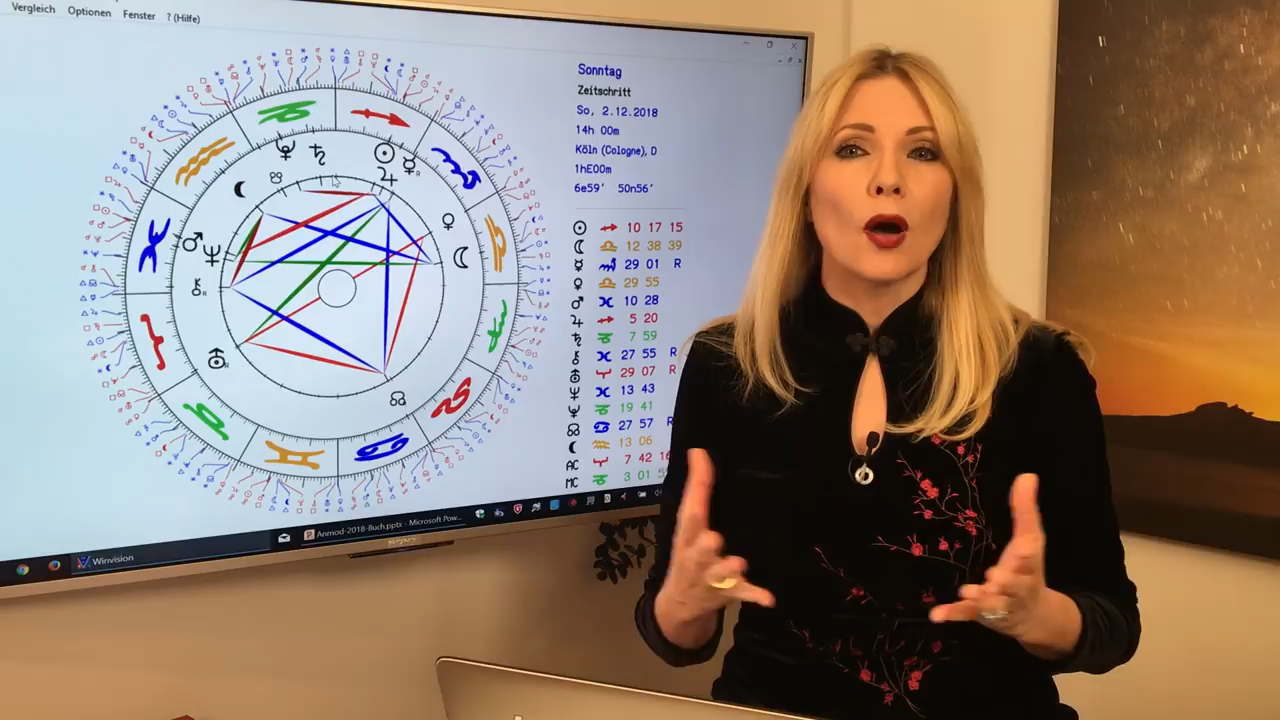 Vergleich Optionen Fenster ? (Hilfe)
Sonntag
Zeitschritt
So, 2.12.2018
14h 00m
Köln (Cologne), D
1hE00m
6e59' 50n56'
10 17 15
12 38 39
29 01 R
29 55
10 28
5 20
7 59
27 55 R
29 07 R
13 43
19 41
27 57 R
13 06
AC 7 42
MC 3 01
Anmod-2018-Buch.pptx - Microsoft Pow...
Winvision
SONY